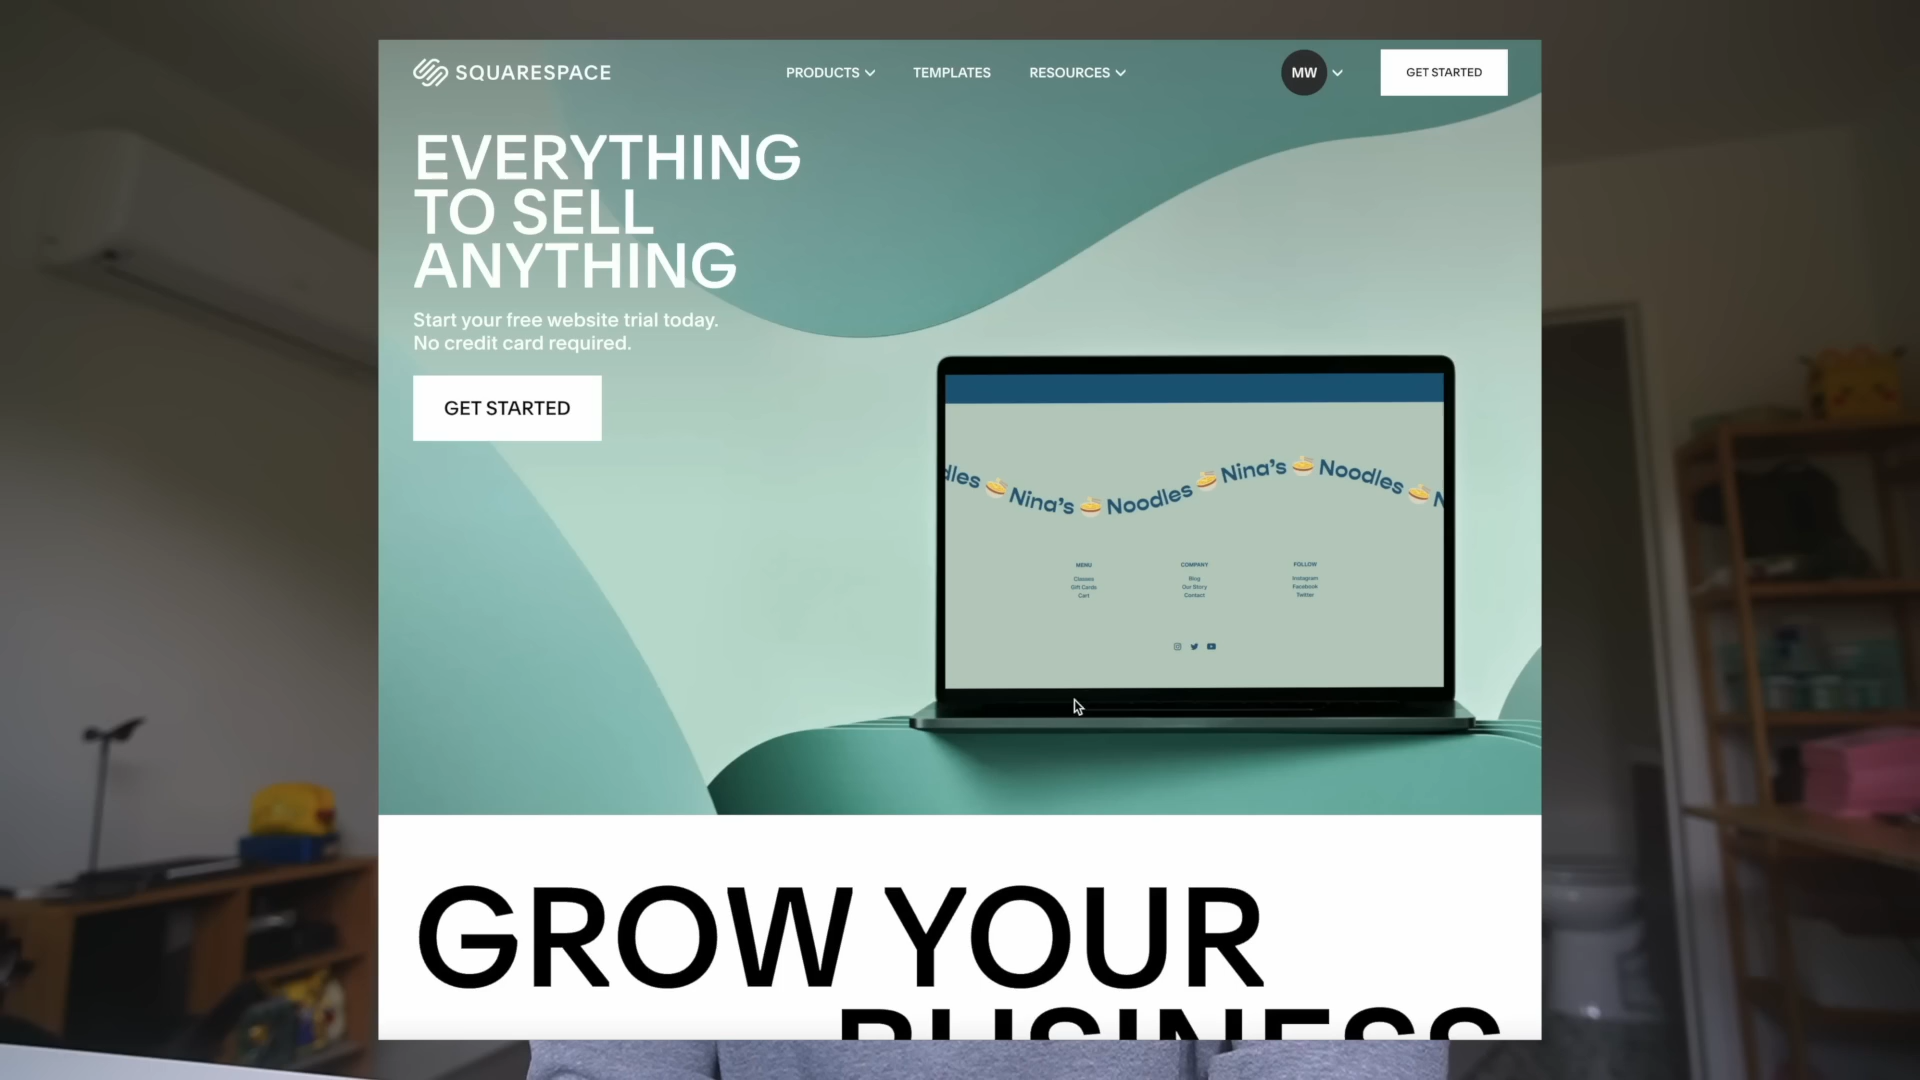 SQUARESPACE
PRODUCTS
TEMPLATES
RESOURCES
MW
GET STARTED
EVERYTHING
TO SELL
ANYTHING
Start your free website trial today.
No credit card required.
GET STARTED
dles Nina's Noodles Nina's Noodles N
MENU
Classes
Gift Cards
Cart
COMPANY
Blog
Our Story
Contact
FOLLOW
Instagram
Facebook
Twitter
GROW YOUR
BUSINESS